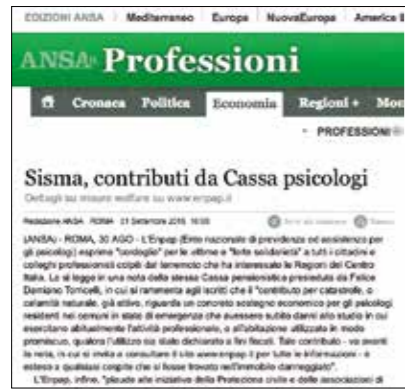 EDIZIONI ANSA Mediterraneo Europa NuovaEuropa America
ANSA Professioni
Cronaca Politica Economia Regioni + Mon
PROFESSIONI
Sisma, contributi da Cassa psicologi
Dettagli su misure welfare su www.enpap.it
Redazione ANSA ROMA
(ANSA) - ROMA, 30 AGO - L'Enpap (Ente nazionale di previdenza ed assistenza per
gli psicologi) esprime "cordoglio" per le vittime e "forte solidarietà" a tutti i cittadini e
colleghi professionisti colpiti dal terremoto che ha interessato le Regioni del Centro
Italia. Lo si legge in una nota della stessa Cassa pensionistica presieduta da Felice
Damiano Torricelli, in cui si rammenta agli iscritti che il "contributo per catastrofe, o
calamità naturale, già attivo, riguarda un concreto sostegno economico per gli psicologi
residenti nei comuni in stato di emergenza che avessero subito danni allo studio in cui
esercitano abitualmente l'attività professionale, o all'abitazione utilizzata in modo
promiscuo, qualora l'utilizzo sia stato dichiarato a fini fiscali. Tale contributo - va avanti
la nota, in cui si invita a consultare il sito www.enpap.it per tutte le informazioni - è
esteso a qualsiasi ospite che si fosse trovato nell'immobile danneggiato".
L'Enpap, infine, "plaude alle iniziative della Protezione civile e delle associazioni di